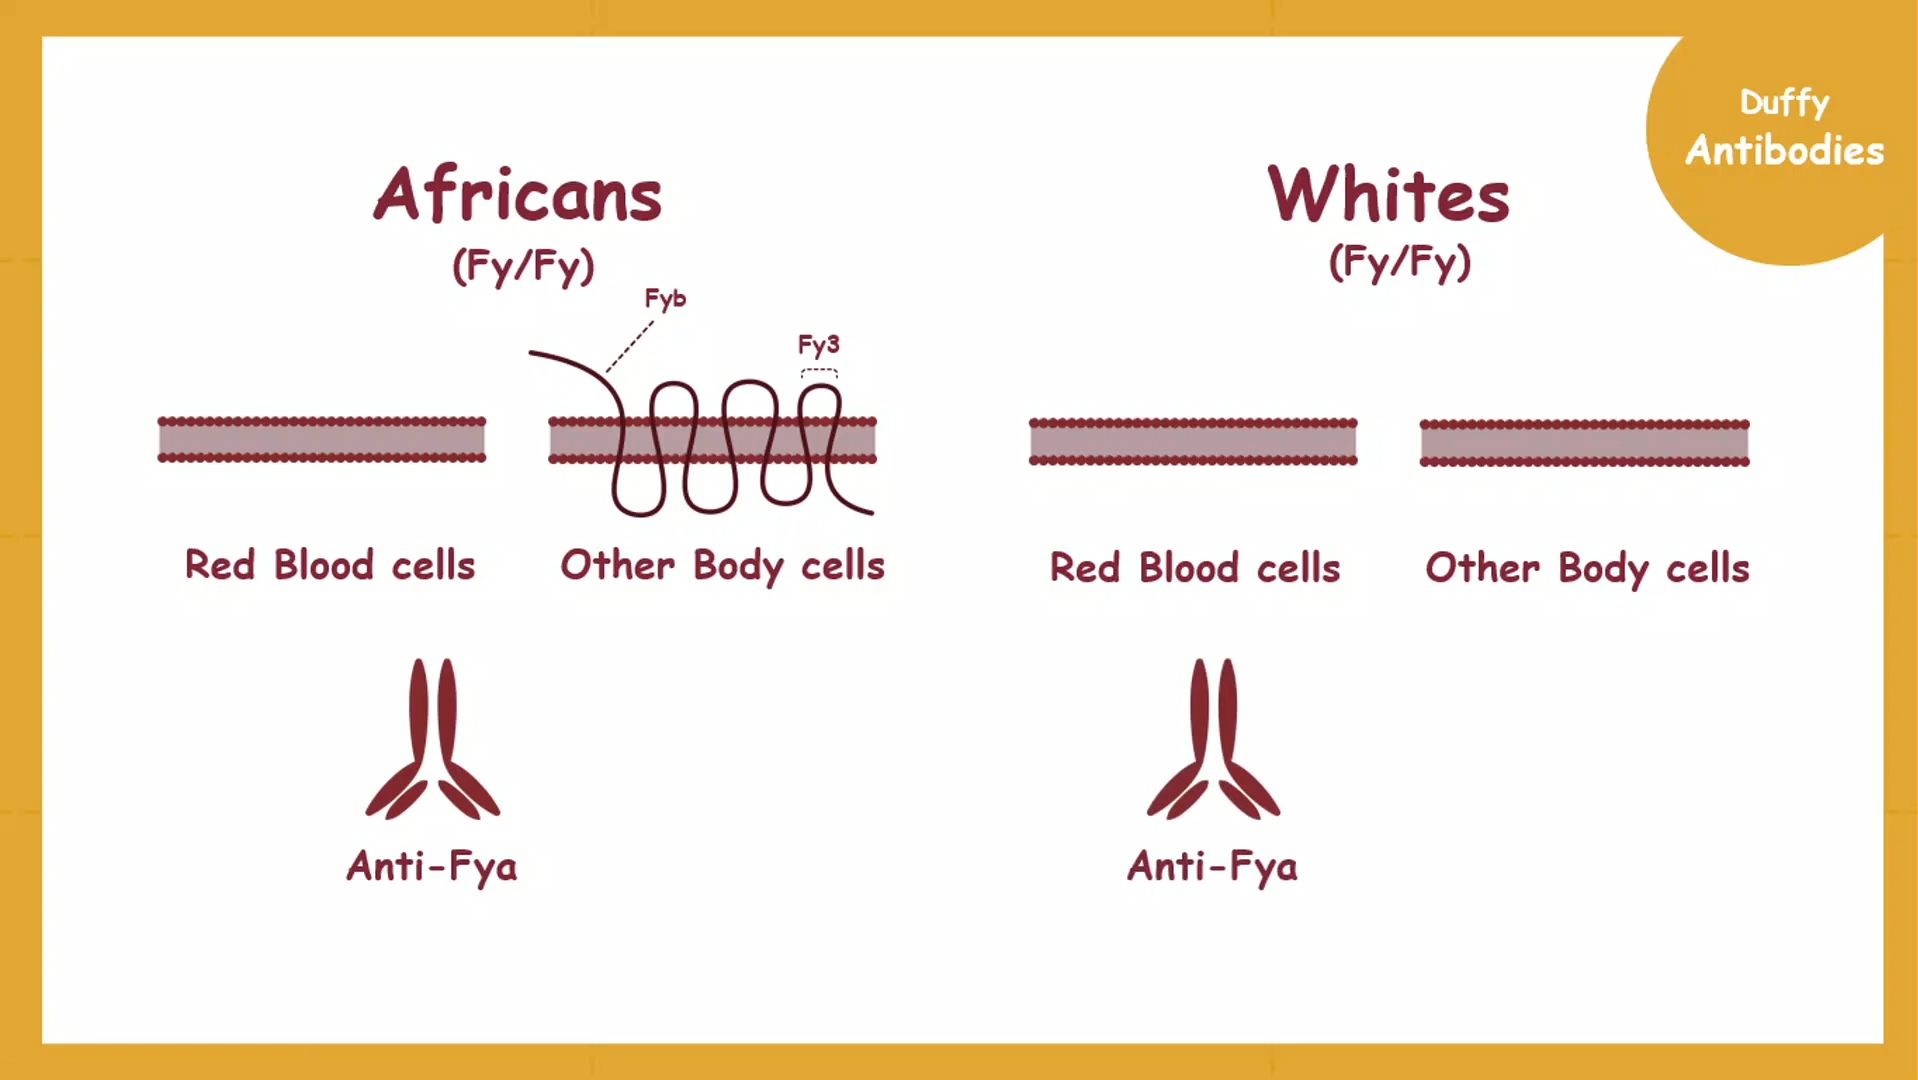 Duffy
Antibodies
Africans
(Fy/Fy)
Fyb
Fy3
Red Blood cells
Other Body cells
Anti-Fya
Whites
(Fy/Fy)
Red Blood cells
Other Body cells
Anti-Fya